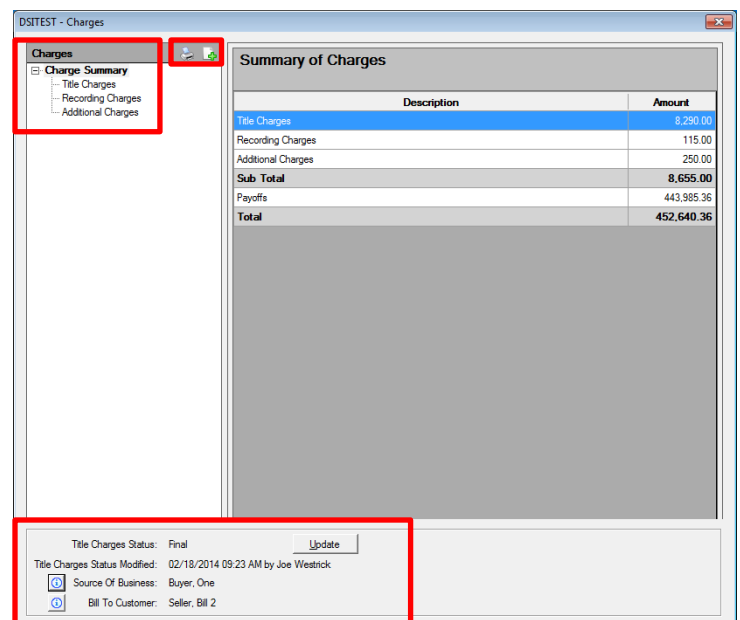 DSITEST - Charges
Charges
Charge Summary
Title Charges
Recording Charges
Additional Charges
Summary of Charges
Description Amount
Title Charges 8,290.00
Recording Charges 115.00
Additional Charges 250.00
Sub Total 8,655.00
Payoffs 443,985.36
Total 452,640.36
Title Charges Status: Final Update
Title Charges Status Modified: 02/18/2014 09:23 AM by Joe Westrick
Source Of Business: Buyer, One
Bill To Customer: Seller, Bill 2